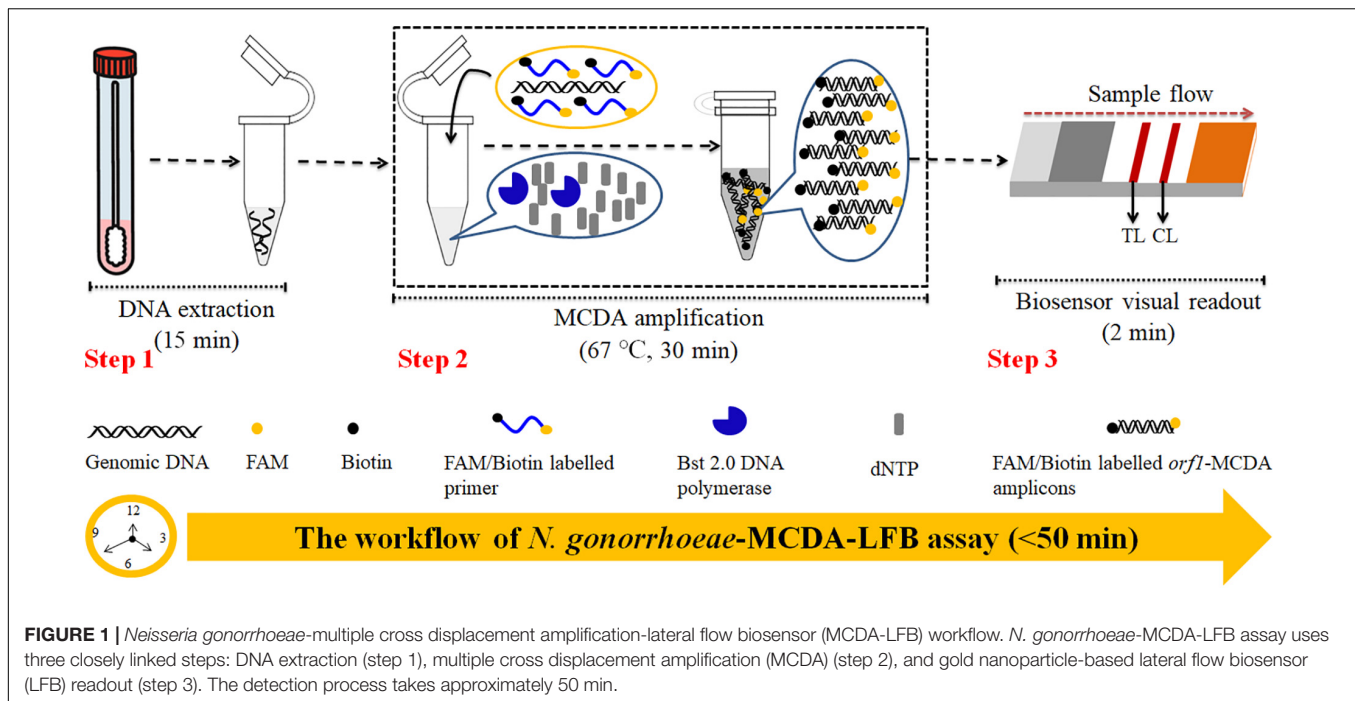 Sample flow
TL CL
DNA extraction
(15 min)
Step 1
MCDA amplification
(67 °C, 30 min)
Step 2
Biosensor visual readout
(2 min)
Step 3
Genomic DNA
FAM
Biotin
FAM/Biotin labelled
primer
Bst 2.0 DNA
polymerase
dNTP
FAM/Biotin labelled orf1-MCDA
amplicons
12
9
3
6
The workflow of N. gonorrhoeae-MCDA-LFB assay (<50 min)
FIGURE 1 | Neisseria gonorrhoeae-multiple cross displacement amplification-lateral flow biosensor (MCDA-LFB) workflow. N. gonorrhoeae-MCDA-LFB assay uses
three closely linked steps: DNA extraction (step 1), multiple cross displacement amplification (MCDA) (step 2), and gold nanoparticle-based lateral flow biosensor
(LFB) readout (step 3). The detection process takes approximately 50 min.